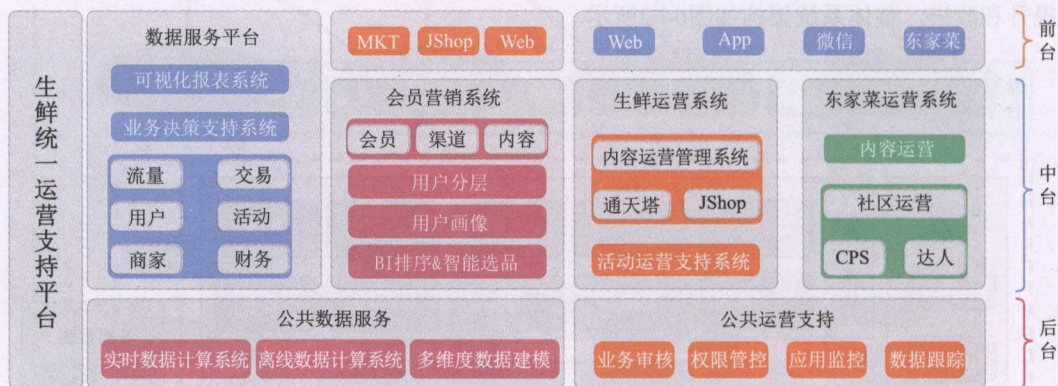 生鲜统一运营支持平台
数据服务平台
可视化报表系统
业务决策支持系统
流量 交易
用户 活动
商家 财务
MKT JShop Web
Web App 微信 东家菜
前台
会员营销系统
会员 渠道 内容
用户分层
用户画像
BI排序&智能选品
生鲜运营系统
内容运营管理系统
通天塔 JShop
活动运营支持系统
东家菜运营系统
内容运营
社区运营
CPS 达人
中台
公共数据服务
实时数据计算系统 离线数据计算系统 多维度数据建模
公共运营支持
业务审核 权限管控 应用监控 数据跟踪
后台